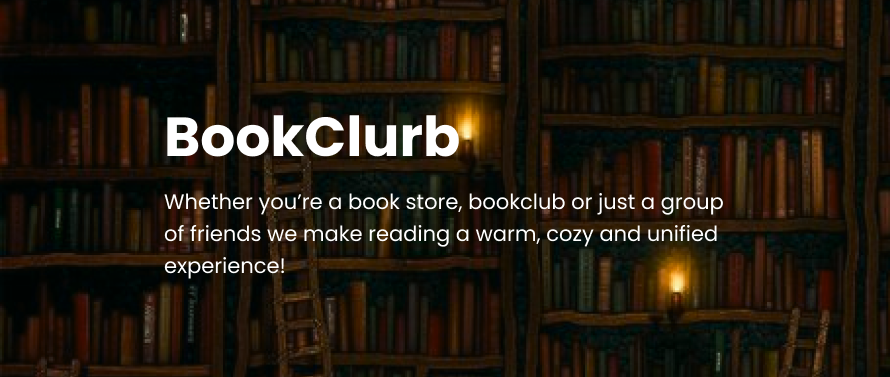 BookClurb
Whether you’re a book store, bookclub or just a group
of friends we make reading a warm, cozy and unified
experience!